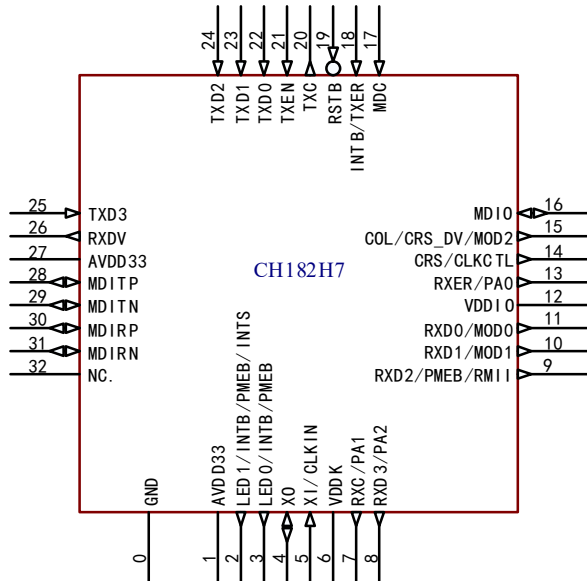 24 23 22 21 20 19 18 17
TXD2 TXD1 TXD0 TXEN TXC RSTB INTB/TXER MDC
25 TXD3
26 RXDV
27 AVDD33
28 MDITP
29 MDITN
30 MDIRP
31 MDIRN
32 NC.
CH182H7
MDIO 16
COL/CRS_DV/MOD2 15
CRS/CLKCTL 14
RXER/PA0 13
VDDIO 12
RXD0/MOD0 11
RXD1/MOD1 10
RXD2/PMEB/RMII 9
GND AVDD33 LED1/INTB/PMEB/INTS LED0/INTB/PMEB XO XI/CLKIN VDDK RXC/PA1 RXD3/PA2
0 1 2 3 4 5 6 7 8